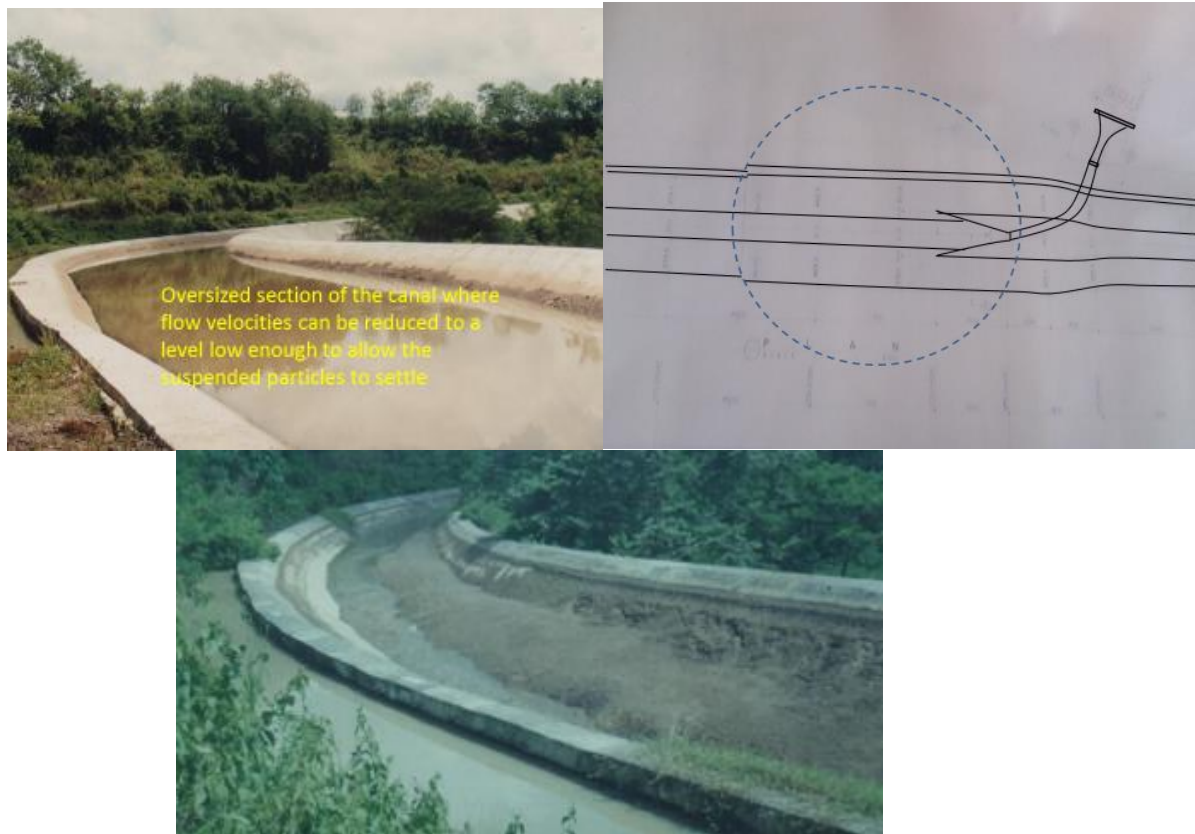 Oversized section of the canal where
flow velocities can be reduced to a
level low enough to allow the
suspended particles to settle
P L A N